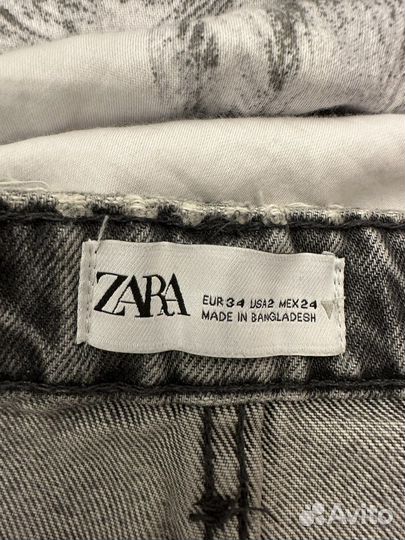 ZARA
EUR 34 USA 2 MEX 24
MADE IN BANGLADESH
Avito